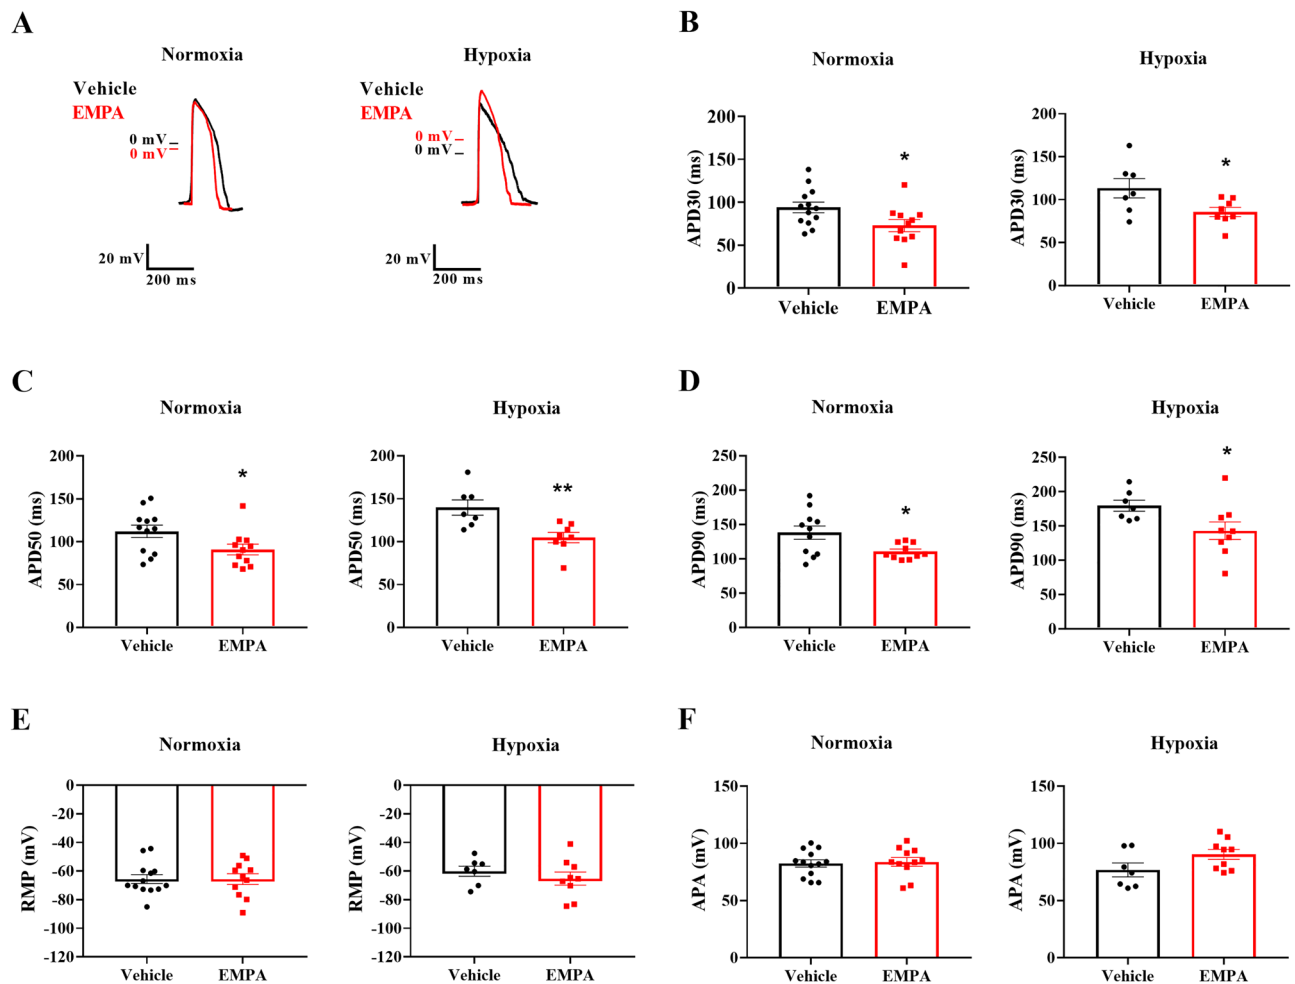 A
Normoxia
Hypoxia
Vehicle
EMPA
0 mV
0 mV
20 mV
200 ms
Vehicle
EMPA
0 mV
0 mV
20 mV
200 ms
B
Normoxia
APD30 (ms)
200
150
100
50
0
*
Vehicle
EMPA
Hypoxia
APD30 (ms)
200
150
100
50
0
*
Vehicle
EMPA
C
Normoxia
APD50 (ms)
200
150
100
50
0
*
Vehicle
EMPA
Hypoxia
APD50 (ms)
200
150
100
50
0
**
Vehicle
EMPA
D
Normoxia
APD90 (ms)
250
200
150
100
50
0
*
Vehicle
EMPA
Hypoxia
APD90 (ms)
250
200
150
100
50
0
*
Vehicle
EMPA
E
Normoxia
RMP (mV)
0
-20
-40
-60
-80
-100
-120
Vehicle
EMPA
Hypoxia
RMP (mV)
0
-20
-40
-60
-80
-100
-120
Vehicle
EMPA
F
Normoxia
APA (mV)
150
100
50
0
Vehicle
EMPA
Hypoxia
APA (mV)
150
100
50
0
Vehicle
EMPA